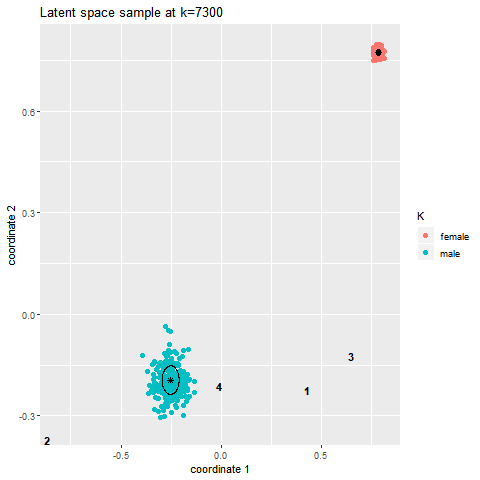 Latent space sample at k=7300
0.6
0.3
0.0
-0.3
coordinate 2
3
4
1
2
-0.5
0.0
0.5
coordinate 1
K
female
male